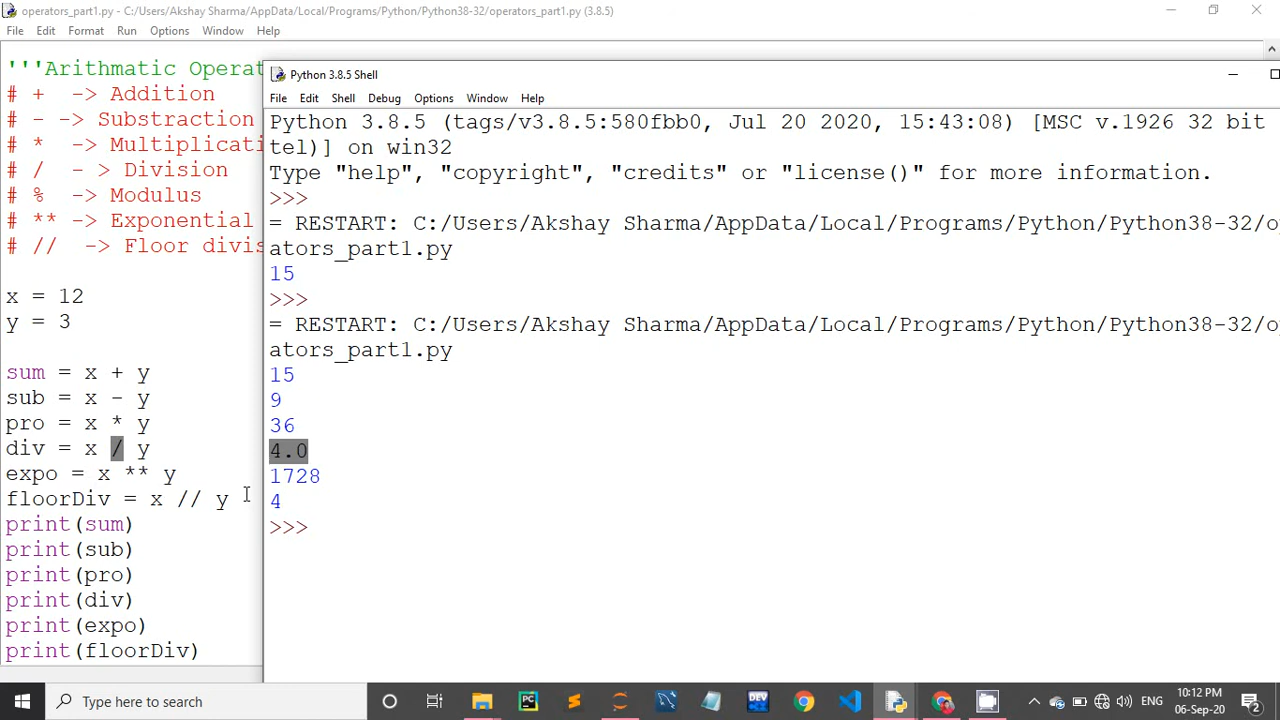 operators_part1.py - C:/Users/Akshay Sharma/AppData/Local/Programs/Python/Python38-32/operators_part1.py (3.8.5)
File Edit Format Run Options Window Help
'''Arithmatic Operat
# + -> Addition
# - -> Substraction
# * -> Multiplicati
# / - > Division
# % -> Modulus
# ** -> Exponential
# // -> Floor divis
x = 12
y = 3
sum = x + y
sub = x - y
pro = x * y
div = x / y
expo = x ** y
floorDiv = x // y
print(sum)
print(sub)
print(pro)
print(div)
print(expo)
print(floorDiv)
Python 3.8.5 Shell
File Edit Shell Debug Options Window Help
Python 3.8.5 (tags/v3.8.5:580fbb0, Jul 20 2020, 15:43:08) [MSC v.1926 32 bit
tel)] on win32
Type "help", "copyright", "credits" or "license()" for more information.
>>>
= RESTART: C:/Users/Akshay Sharma/AppData/Local/Programs/Python/Python38-32/op
ators_part1.py
15
>>>
= RESTART: C:/Users/Akshay Sharma/AppData/Local/Programs/Python/Python38-32/op
ators_part1.py
15
9
36
4.0
1728
4
>>>
Type here to search
PC
DEV
ENG
10:12 PM
06-Sep-20
2